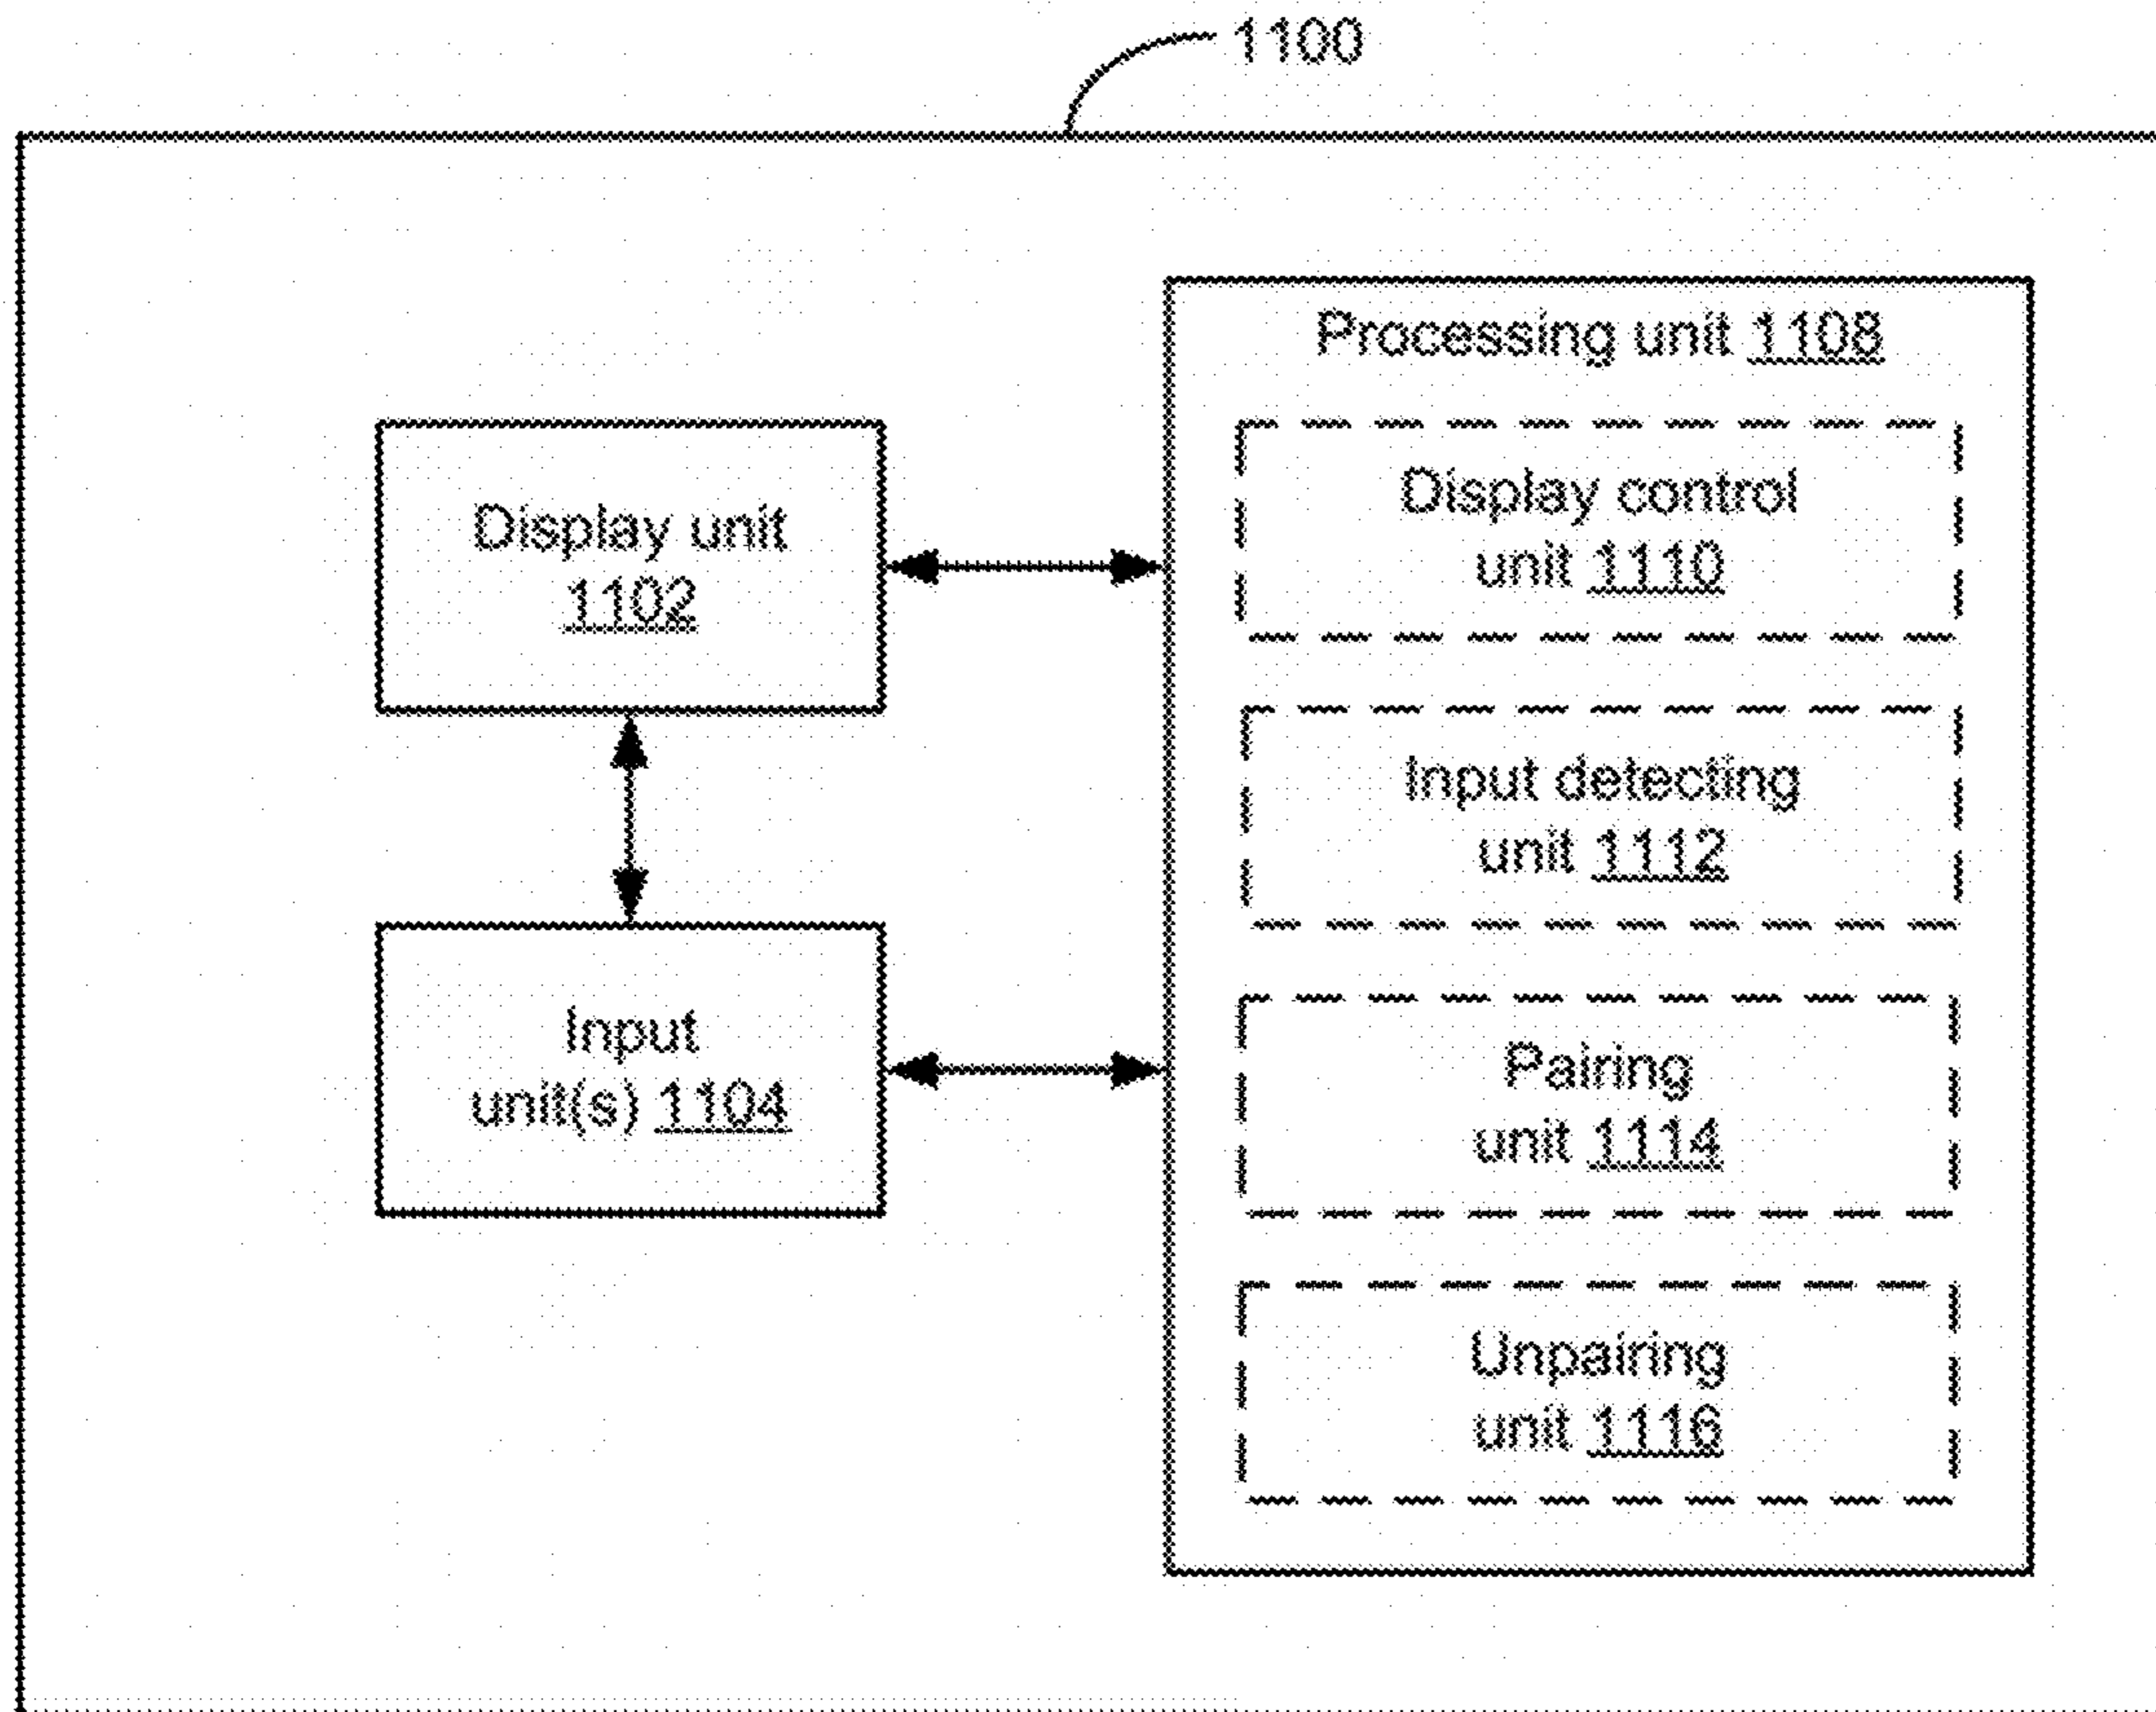 1100
Processing unit 1108
Display control
unit 1110
Display unit
1102
Input detecting
unit 1112
Input
unit(s) 1104
Pairing
unit 1114
Unpairing
unit 1116